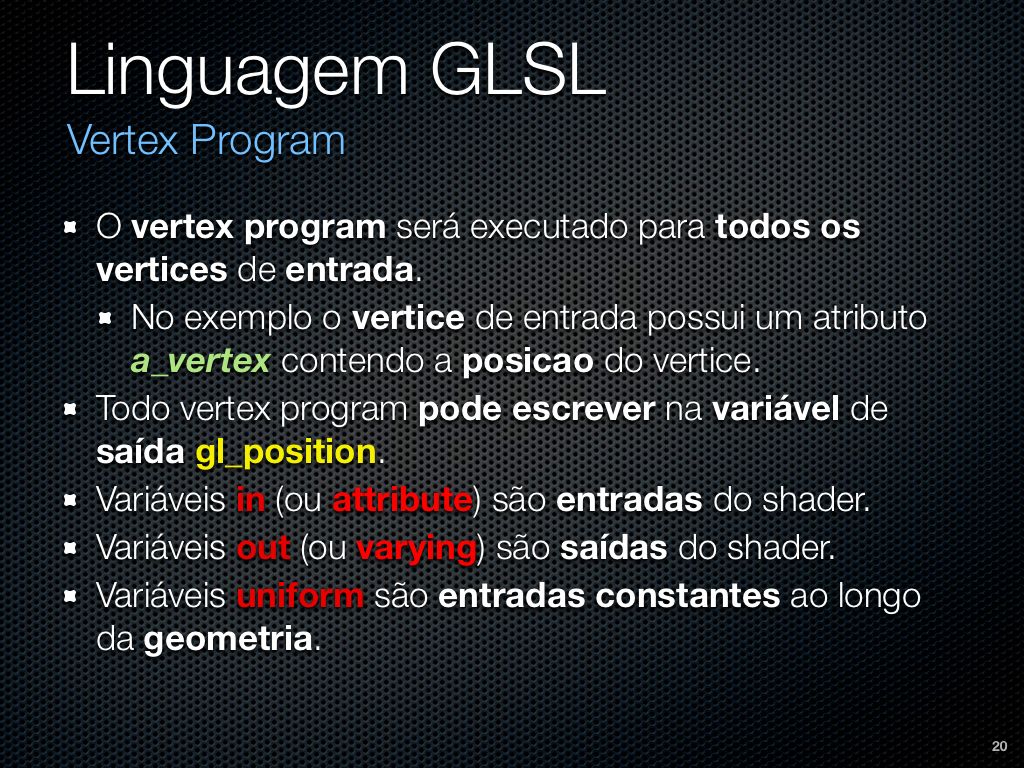 Linguagem GLSL
Vertex Program
O vertex program será executado para todos os
vertices de entrada.
No exemplo o vertice de entrada possui um atributo
a_vertex contendo a posicao do vertice.
Todo vertex program pode escrever na variável de
saída gl_position.
Variáveis in (ou attribute) são entradas do shader.
Variáveis out (ou varying) são saídas do shader.
Variáveis uniform são entradas constantes ao longo
da geometria.
20